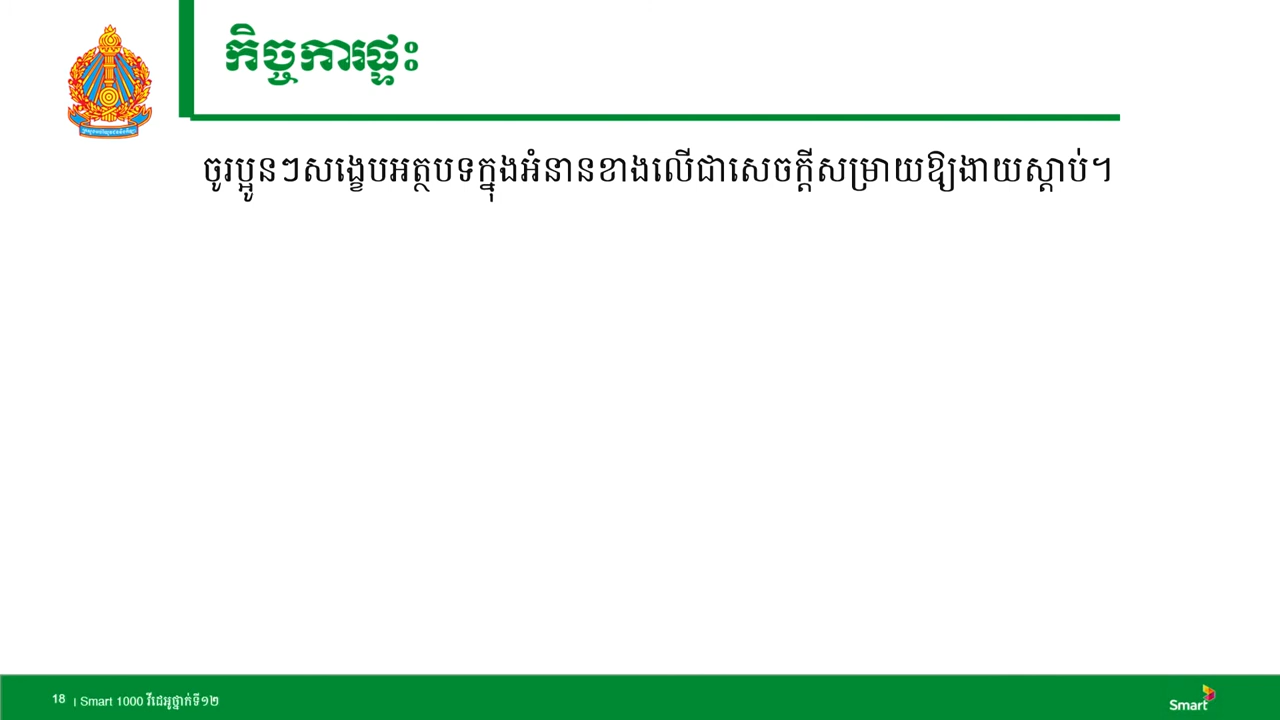 កិច្ចការផ្ទះ
ចូរប្អូនៗសង្ខេបអត្ថបទក្នុងអំនានខាងលើជាសេចក្តីសម្រាយឱ្យងាយស្តាប់។
18 | Smart 1000 វីដេអូថ្នាក់ទី១២
Smart